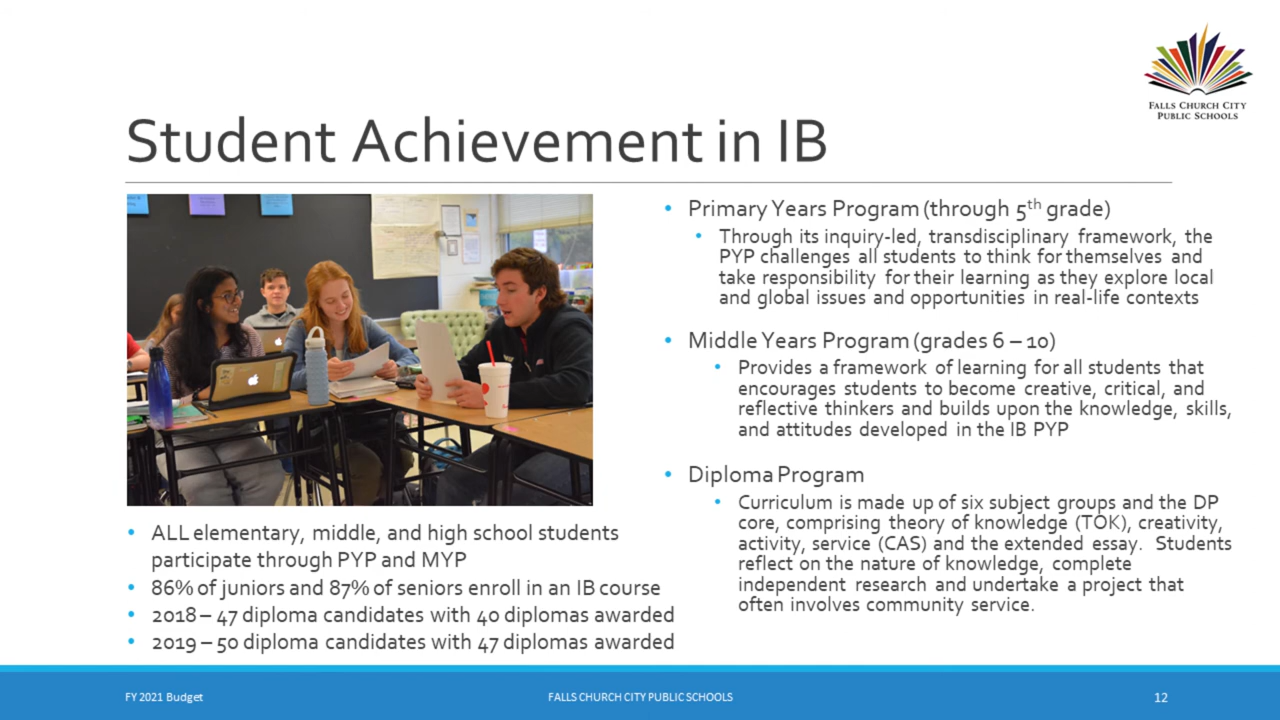 FALLS CHURCH CITY
PUBLIC SCHOOLS
Student Achievement in IB
• ALL elementary, middle, and high school students
participate through PYP and MYP
• 86% of juniors and 87% of seniors enroll in an IB course
• 2018 – 47 diploma candidates with 40 diplomas awarded
• 2019 – 50 diploma candidates with 47 diplomas awarded
• Primary Years Program (through 5th grade)
• Through its inquiry-led, transdisciplinary framework, the
PYP challenges all students to think for themselves and
take responsibility for their learning as they explore local
and global issues and opportunities in real-life contexts
• Middle Years Program (grades 6 – 10)
• Provides a framework of learning for all students that
encourages students to become creative, critical, and
reflective thinkers and builds upon the knowledge, skills,
and attitudes developed in the IB PYP
• Diploma Program
• Curriculum is made up of six subject groups and the DP
core, comprising theory of knowledge (TOK), creativity,
activity, service (CAS) and the extended essay. Students
reflect on the nature of knowledge, complete
independent research and undertake a project that
often involves community service.
FY 2021 Budget
FALLS CHURCH CITY PUBLIC SCHOOLS
12